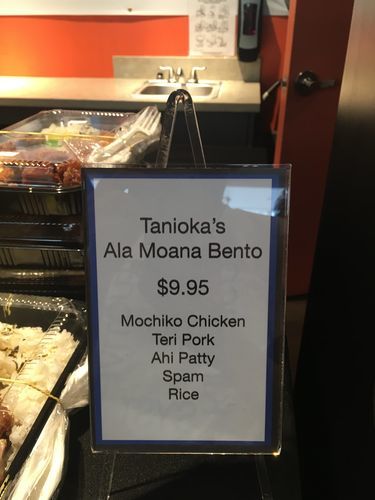 Tanioka's
Ala Moana Bento
$9.95
Mochiko Chicken
Teri Pork
Ahi Patty
Spam
Rice